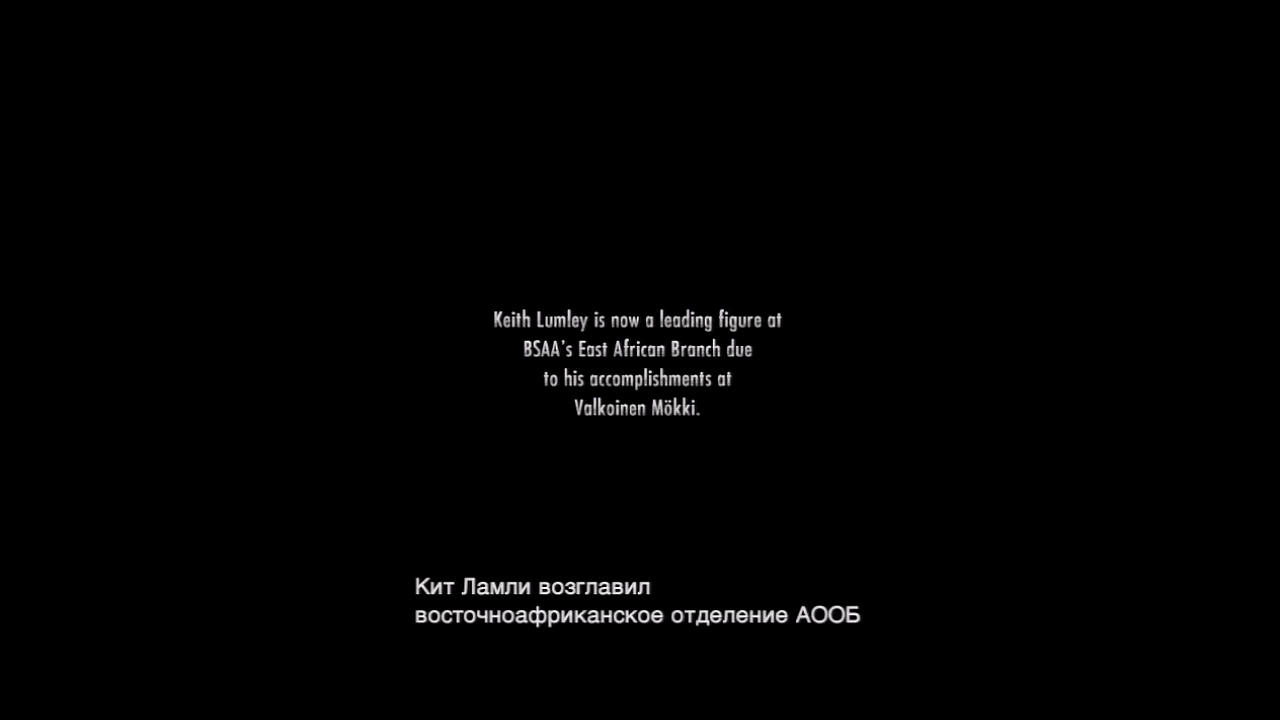 Keith Lumley is now a leading figure at
BSAA's East African Branch due
to his accomplishments at
Valkoinen Mökki.
Кит Ламли возглавил
восточноафриканское отделение АООБ